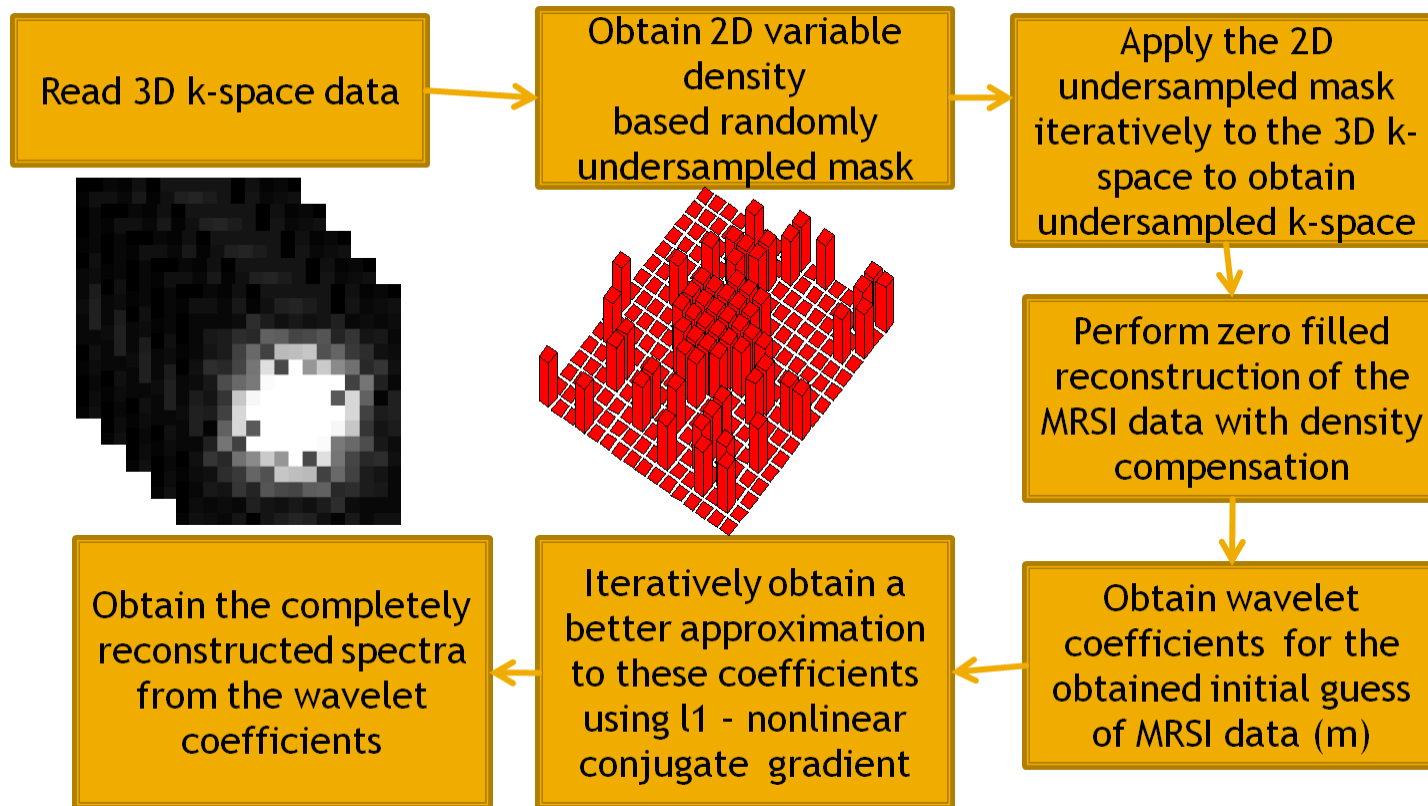 Read 3D k-space data
Obtain 2D variable
density
based randomly
undersampled mask
Apply the 2D
undersampled mask
iteratively to the 3D k-
space to obtain
undersampled k-space
Perform zero filled
reconstruction of the
MRSI data with density
compensation
Obtain wavelet
coefficients for the
obtained initial guess
of MRSI data (m)
Iteratively obtain a
better approximation
to these coefficients
using l1 - nonlinear
conjugate gradient
Obtain the completely
reconstructed spectra
from the wavelet
coefficients